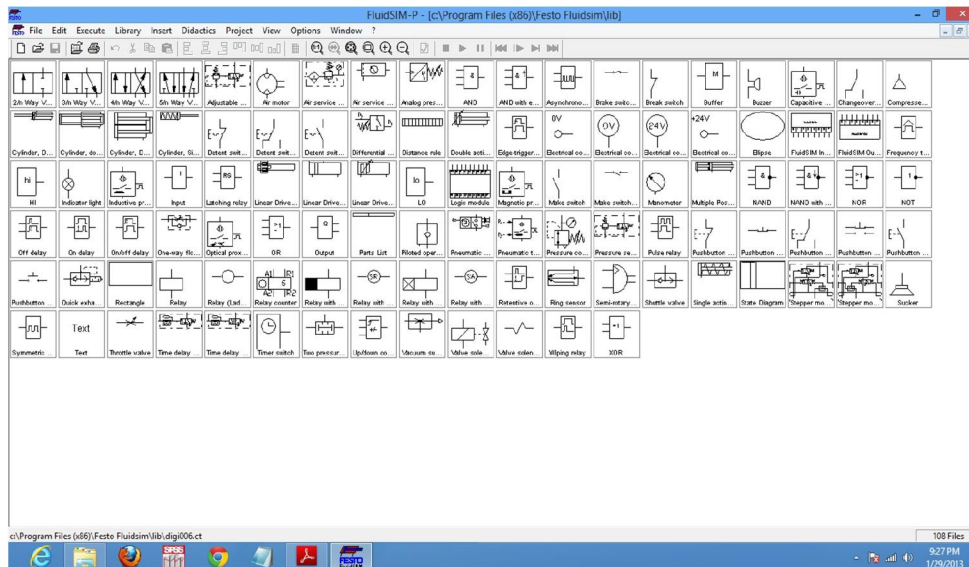 FluidSIM-P - [c:\Program Files (x86)\Festo Fluidsim\lib]
File Edit Execute Library Insert Didactics Project View Options Window ?
2/n Way V... 3/n Way V... 4/n Way V... 5/n Way V... Adjustable ... Air motor Air service ... Air service ... Analog pres... AND AND with e... Asynchrono... Brake switc... Break switch Buffer Buzzer Capacitive ... Changeover... Compresse...
0V 0V 24V +24V
Cylinder, D... Cylinder, do... Cylinder, D... Cylinder, Si... Detent swit... Detent swit... Detent swit... Differential ... Distance rule Double acti... Edge-trigger... Electrical co... Electrical co... Electrical co... Electrical co... Ellipse FluidSIM In... FluidSIM Ou... Frequency t...
HI Indicator light Inductive pr... Input Latching relay Linear Drive... Linear Drive... Linear Drive... LO Logic module Magnetic pr... Make switch Make switch... Manometer Multiple Pos... NAND NAND with ... NOR NOT
Off delay On delay On/off delay One-way flo... Optical prox... OR Output Parts List Piloted oper... Pneumatic ... Pneumatic t... Pressure co... Pressure se... Pulse relay Pushbutton ... Pushbutton ... Pushbutton ... Pushbutton ... Pushbutton ...
Pushbutton ... Quick exha... Rectangle Relay Relay (Lad... Relay counter Relay with ... Relay with ... Relay with ... Relay with ... Retentive o... Ring sensor Semi-rotary... Shuttle valve Single actin... State Diagram Stepper mo... Stepper mo... Sucker
Text
Symmetric ... Text Throttle valve Time delay ... Time delay ... Timer switch Two pressur... Up/down co... Vacuum su... Valve sole... Valve solen... Wiping relay XOR
c:\Program Files (x86)\Festo Fluidsim\lib\digi006.ct 108 Files
9:27 PM
1/29/2013